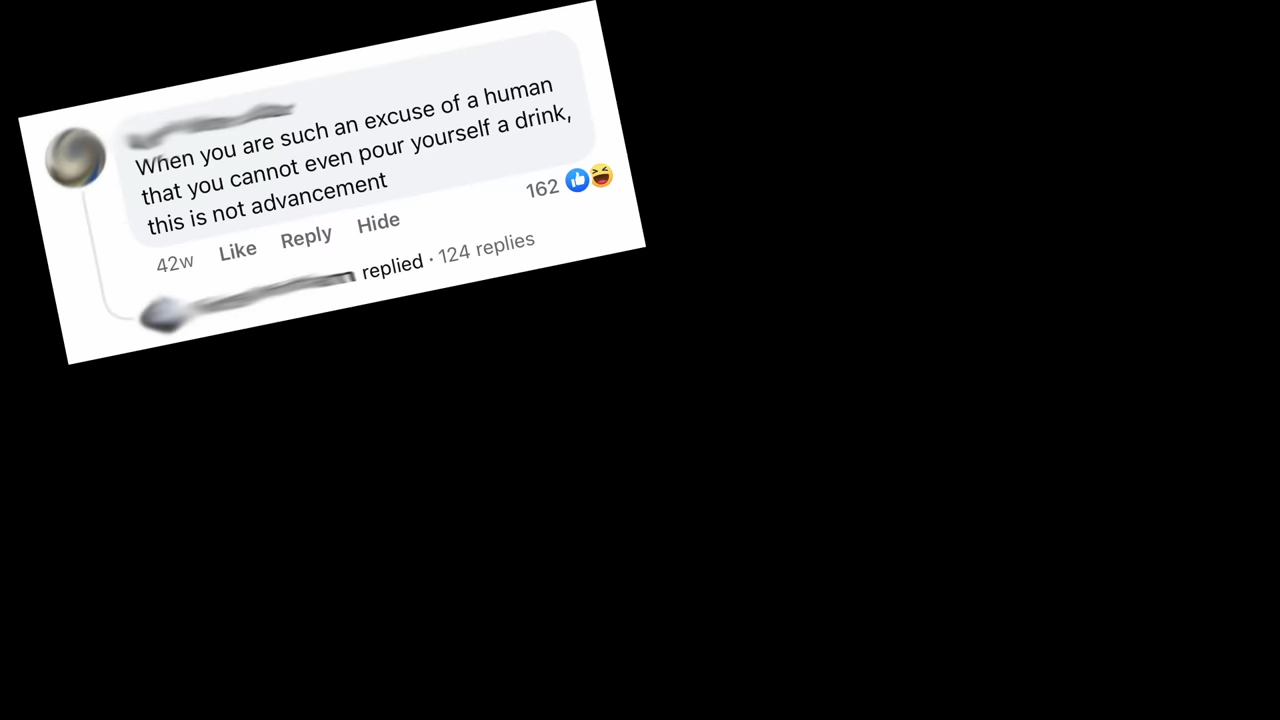 When you are such an excuse of a human
that you cannot even pour yourself a drink,
this is not advancement
42w Like Reply Hide 162
replied · 124 replies